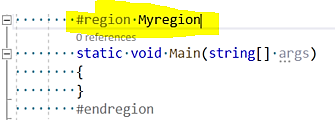 #region Myregion
0 references
static void Main(string[] args)
{
}
#endregion